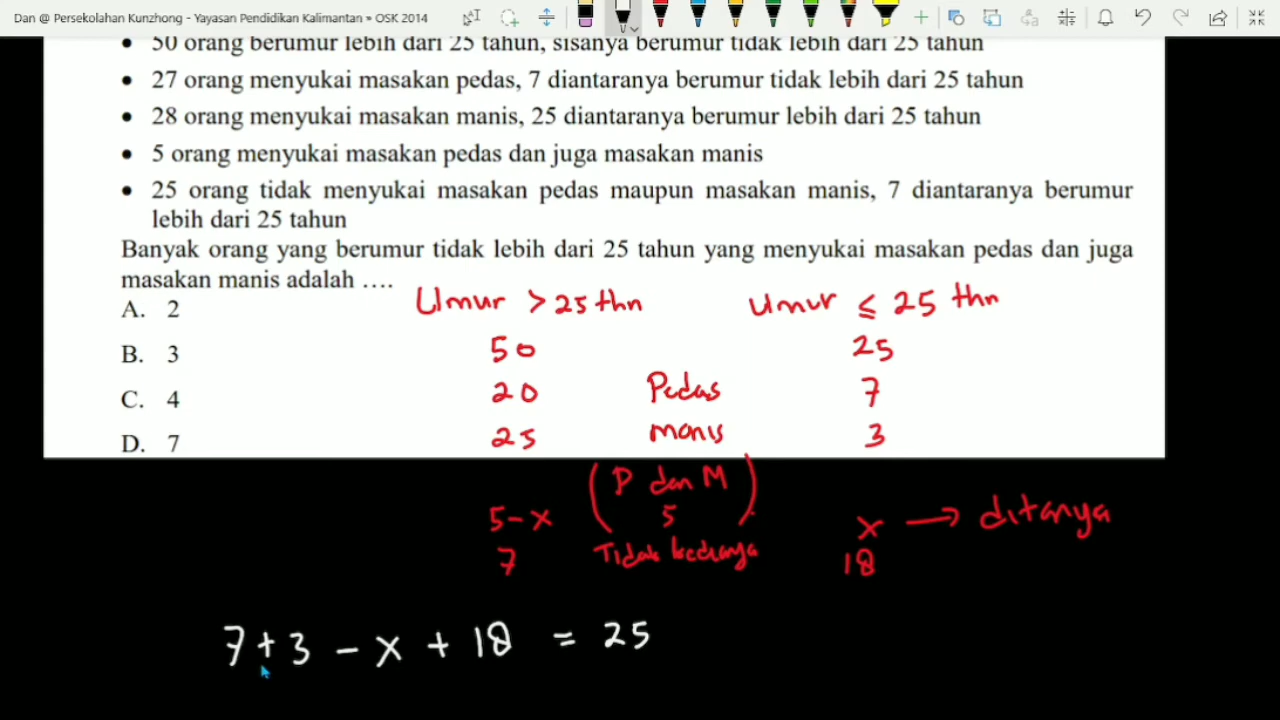 Dan @ Persekolahan Kunzhong - Yayasan Pendidikan Kalimantan » OSK 2014
• 50 orang berumur lebih dari 25 tahun, sisanya berumur tidak lebih dari 25 tahun
• 27 orang menyukai masakan pedas, 7 diantaranya berumur tidak lebih dari 25 tahun
• 28 orang menyukai masakan manis, 25 diantaranya berumur lebih dari 25 tahun
• 5 orang menyukai masakan pedas dan juga masakan manis
• 25 orang tidak menyukai masakan pedas maupun masakan manis, 7 diantaranya berumur
lebih dari 25 tahun
Banyak orang yang berumur tidak lebih dari 25 tahun yang menyukai masakan pedas dan juga
masakan manis adalah ….
A. 2
B. 3
C. 4
D. 7
Umur > 25 thn Umur ≤ 25 thn
50 25
20 Pedas 7
25 manis 3
(P dan M)
5-x 5 x → ditanya
7 Tidak keduanya 18
7 + 3 - x + 18 = 25